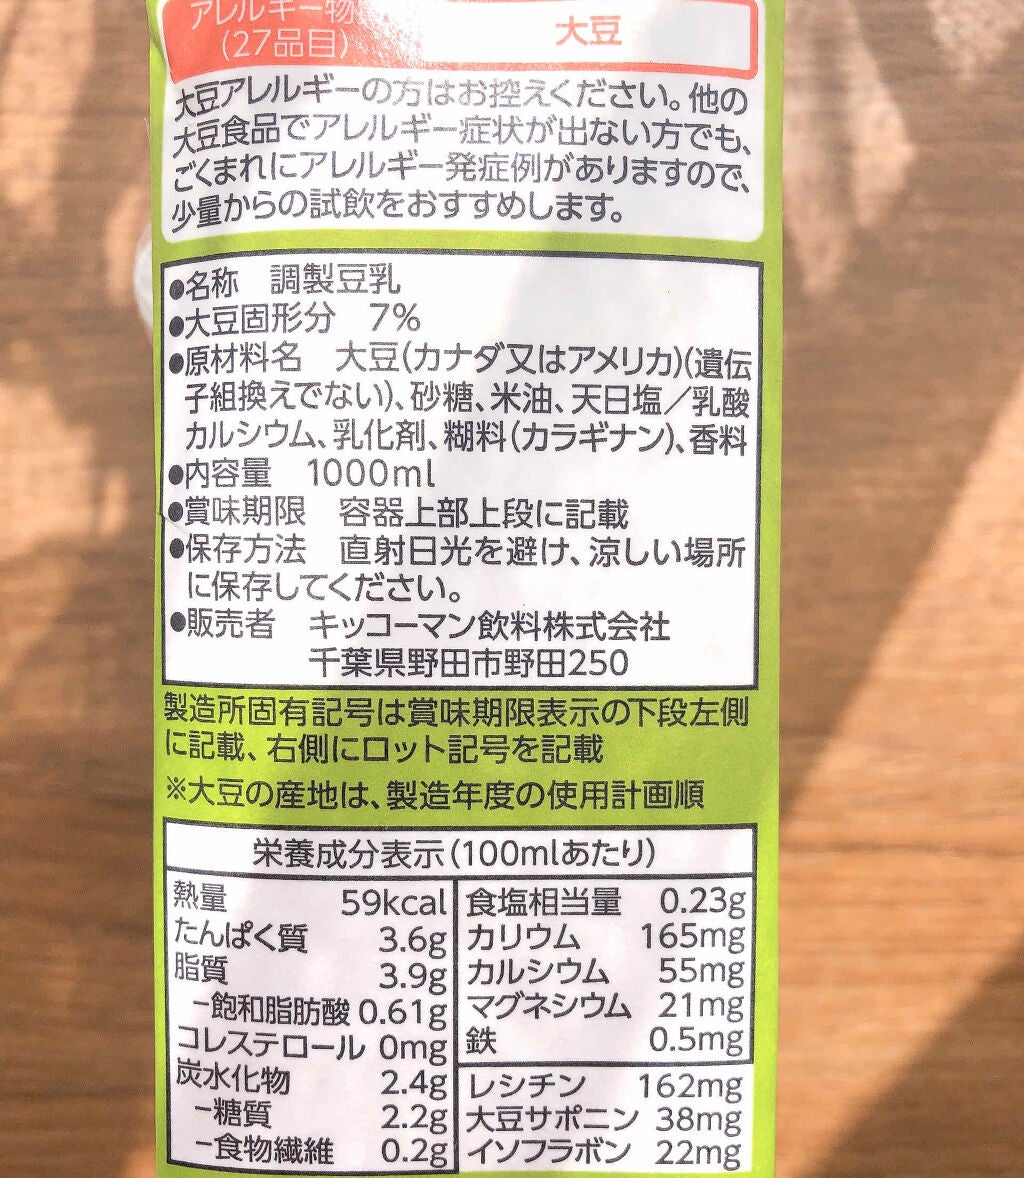 アレルギー物
(27品目)
大豆
大豆アレルギーの方はお控えください。他の
大豆食品でアレルギー症状が出ない方でも、
ごくまれにアレルギー発症例がありますので、
少量からの試飲をおすすめします。
●名称 調製豆乳
●大豆固形分 7%
●原材料名 大豆(カナダ又はアメリカ)(遺伝
子組換えでない)、砂糖、米油、天日塩/乳酸
カルシウム、乳化剤、糊料(カラギナン)、香料
●内容量 1000ml
●賞味期限 容器上部上段に記載
●保存方法 直射日光を避け、涼しい場所
に保存してください。
●販売者 キッコーマン飲料株式会社
千葉県野田市野田250
製造所固有記号は賞味期限表示の下段左側
に記載、右側にロット記号を記載
※大豆の産地は、製造年度の使用計画順
栄養成分表示(100mlあたり)
熱量 59kcal
たんぱく質 3.6g
脂質 3.9g
-飽和脂肪酸 0.61g
コレステロール 0mg
炭水化物 2.4g
-糖質 2.2g
-食物繊維 0.2g
食塩相当量 0.23g
カリウム 165mg
カルシウム 55mg
マグネシウム 21mg
鉄 0.5mg
レシチン 162mg
大豆サポニン 38mg
イソフラボン 22mg